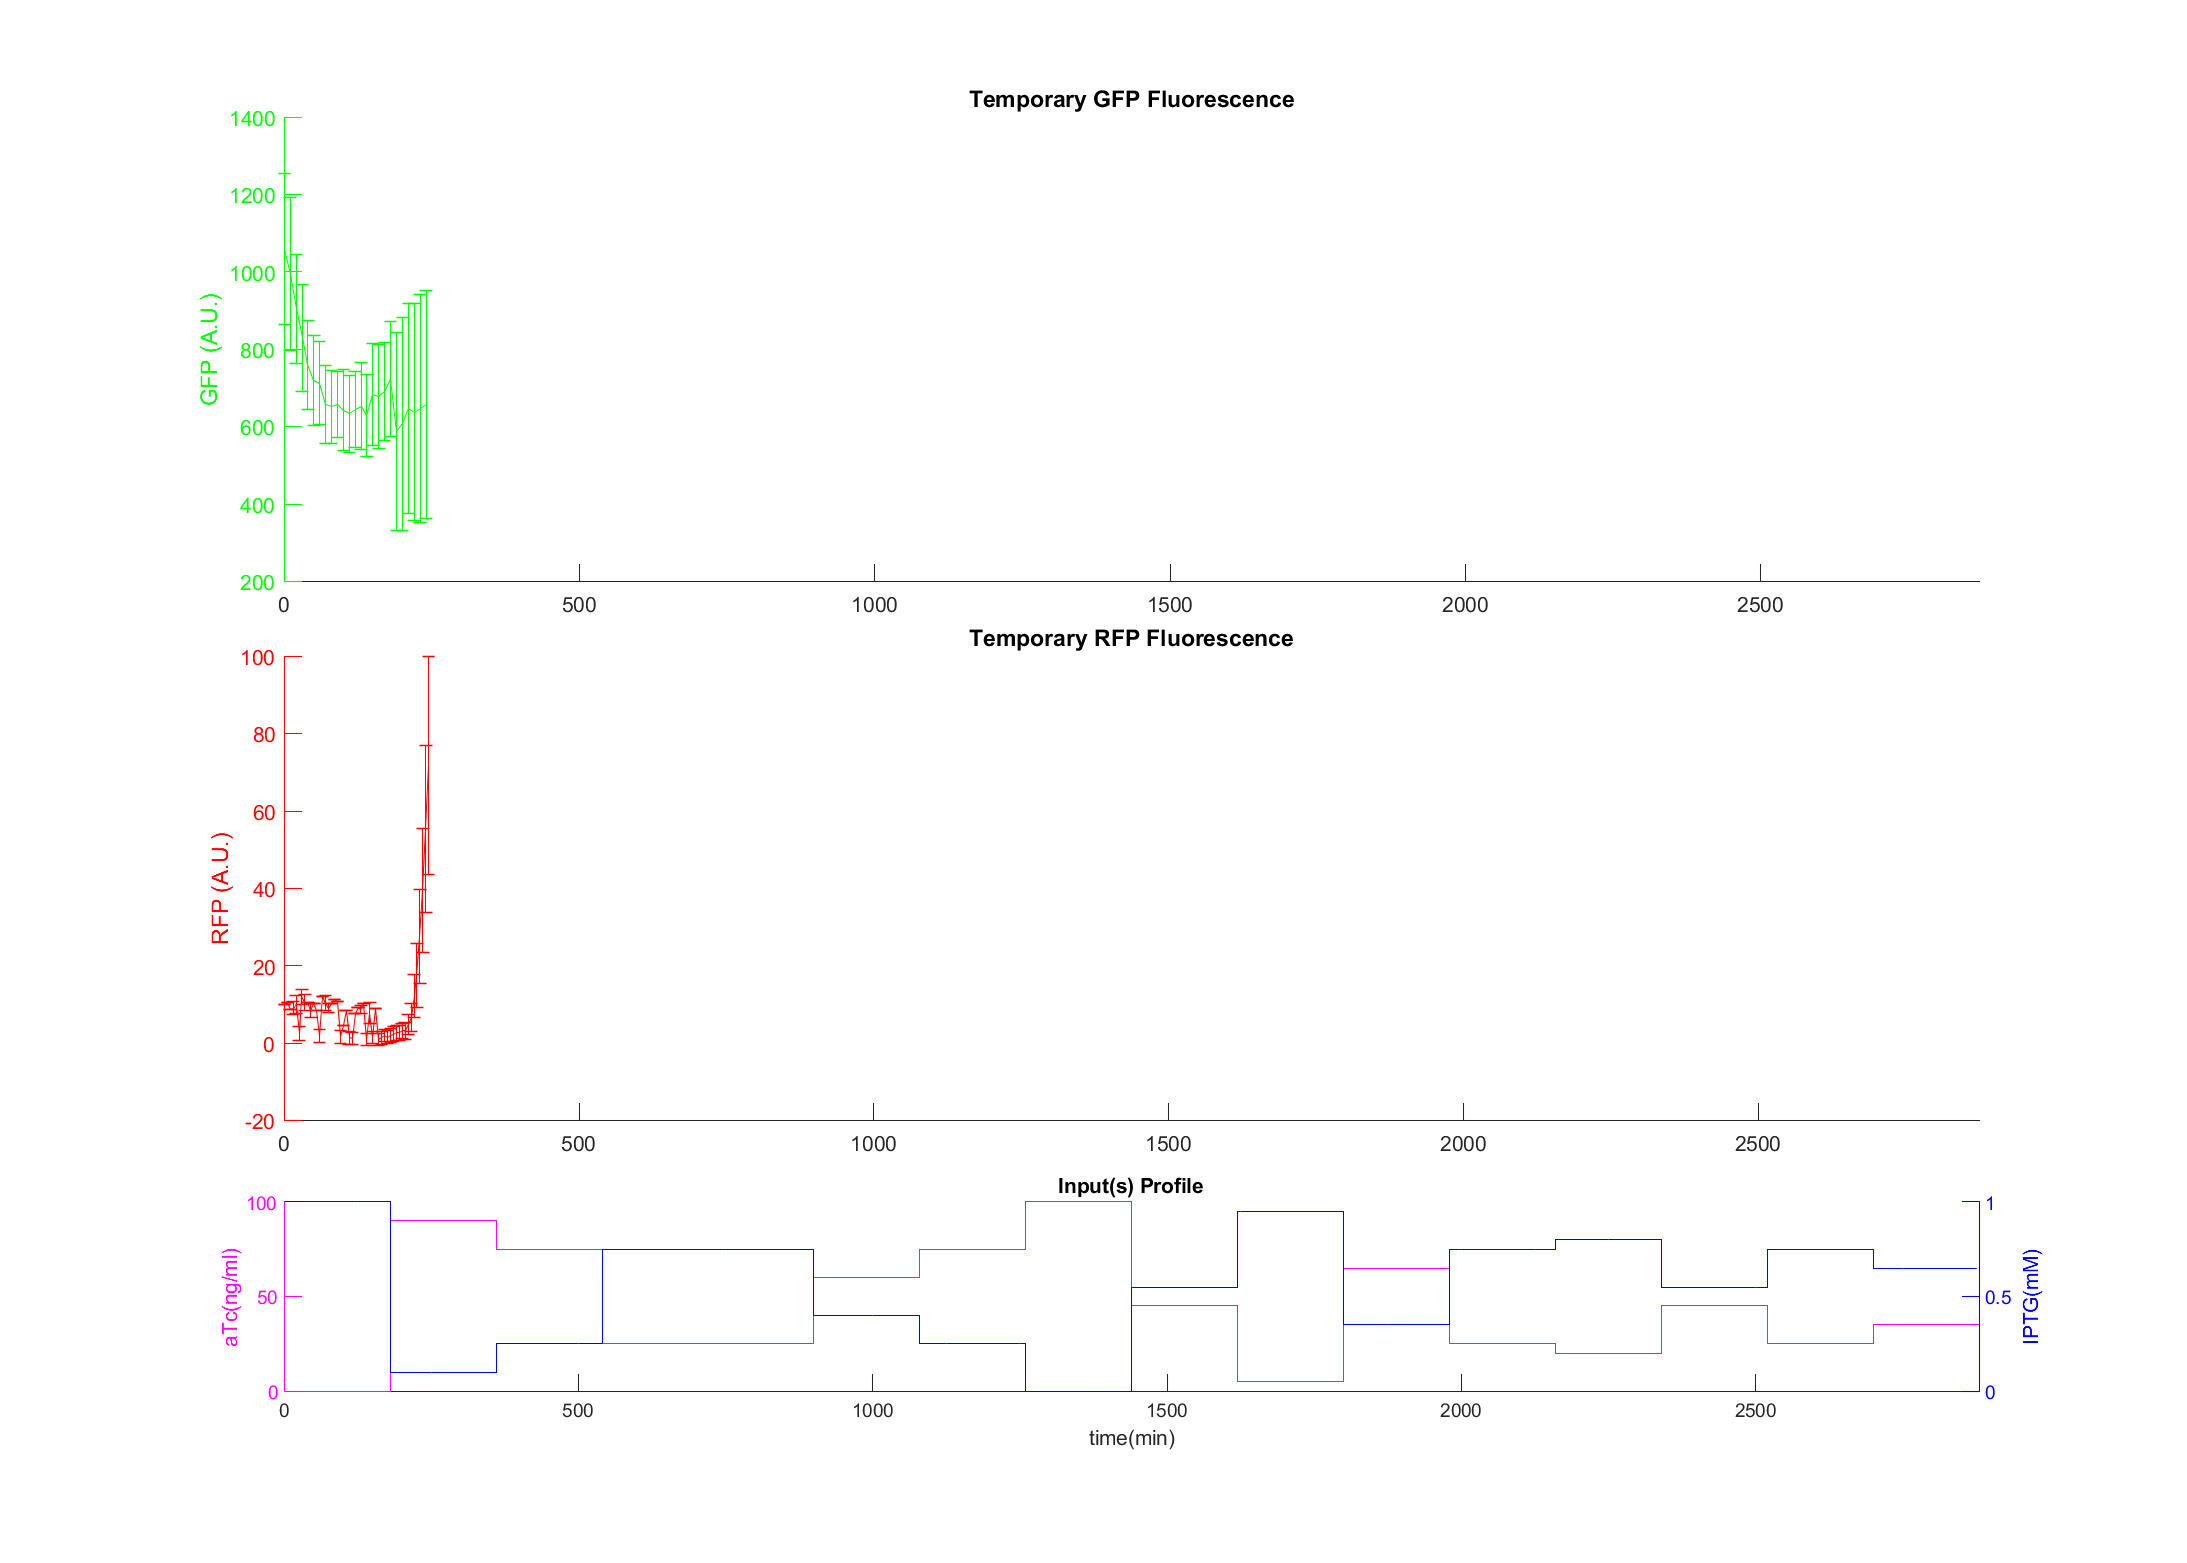 Temporary GFP Fluorescence
1400
1200
1000
800
600
400
200
GFP (A.U.)
0 500 1000 1500 2000 2500
Temporary RFP Fluorescence
100
80
60
40
20
0
-20
RFP (A.U.)
0 500 1000 1500 2000 2500
Input(s) Profile
100
50
0
aTc(ng/ml)
1
0.5
0
IPTG(mM)
0 500 1000 1500 2000 2500
time(min)